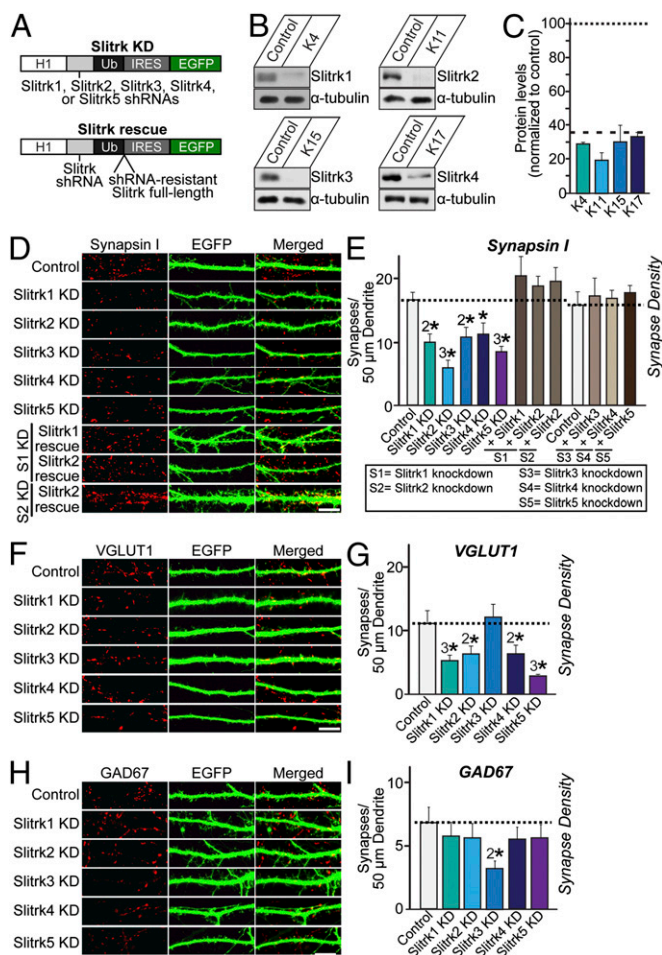 A
Slitrk KD
H1
Ub
IRES
EGFP
Slitrk1, Slitrk2, Slitrk3, Slitrk4,
or Slitrk5 shRNAs
Slitrk rescue
H1
Ub
IRES
EGFP
Slitrk
shRNA
shRNA-resistant
Slitrk full-length
B
Control
K4
Slitrk1
α-tubulin
Control
K11
Slitrk2
α-tubulin
Control
K15
Slitrk3
α-tubulin
Control
K17
Slitrk4
α-tubulin
C
Protein levels
(normalized to control)
100
80
60
40
20
0
K4
K11
K15
K17
D
Synapsin I
EGFP
Merged
Control
Slitrk1 KD
Slitrk2 KD
Slitrk3 KD
Slitrk4 KD
Slitrk5 KD
S1 KD
Slitrk1
rescue
Slitrk2
rescue
S2 KD
Slitrk2
rescue
E
Synapsin I
Synapses/
50 μm Dendrite
20
10
0
2*
3*
2*
*
3*
Control
Slitrk1 KD
Slitrk2 KD
Slitrk3 KD
Slitrk4 KD
Slitrk5 KD
+ Slitrk1
+ Slitrk2
+ Slitrk2
Control
+ Slitrk3
+ Slitrk4
+ Slitrk5
S1
S2
S3
S4
S5
Synapse Density
S1= Slitrk1 knockdown
S2= Slitrk2 knockdown
S3= Slitrk3 knockdown
S4= Slitrk4 knockdown
S5= Slitrk5 knockdown
F
VGLUT1
EGFP
Merged
Control
Slitrk1 KD
Slitrk2 KD
Slitrk3 KD
Slitrk4 KD
Slitrk5 KD
G
VGLUT1
Synapses/
50 μm Dendrite
20
10
0
3*
2*
2*
3*
Control
Slitrk1 KD
Slitrk2 KD
Slitrk3 KD
Slitrk4 KD
Slitrk5 KD
Synapse Density
H
GAD67
EGFP
Merged
Control
Slitrk1 KD
Slitrk2 KD
Slitrk3 KD
Slitrk4 KD
Slitrk5 KD
I
GAD67
Synapses/
50 μm Dendrite
10
5
0
2*
Control
Slitrk1 KD
Slitrk2 KD
Slitrk3 KD
Slitrk4 KD
Slitrk5 KD
Synapse Density